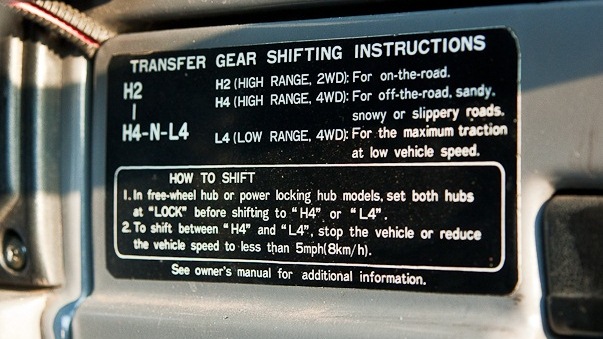 TRANSFER GEAR SHIFTING INSTRUCTIONS
H2
H4-N-L4
H2 (HIGH RANGE, 2WD): For on-the-road.
H4 (HIGH RANGE, 4WD): For off-the-road, sandy,
snowy or slippery roads.
L4 (LOW RANGE, 4WD): For the maximum traction
at low vehicle speed.
HOW TO SHIFT
1. In free-wheel hub or power locking hub models, set both hubs
at "LOCK" before shifting to "H4" or "L4".
2. To shift between "H4" and "L4", stop the vehicle or reduce
the vehicle speed to less than 5mph(8km/h).
See owner's manual for additional information.